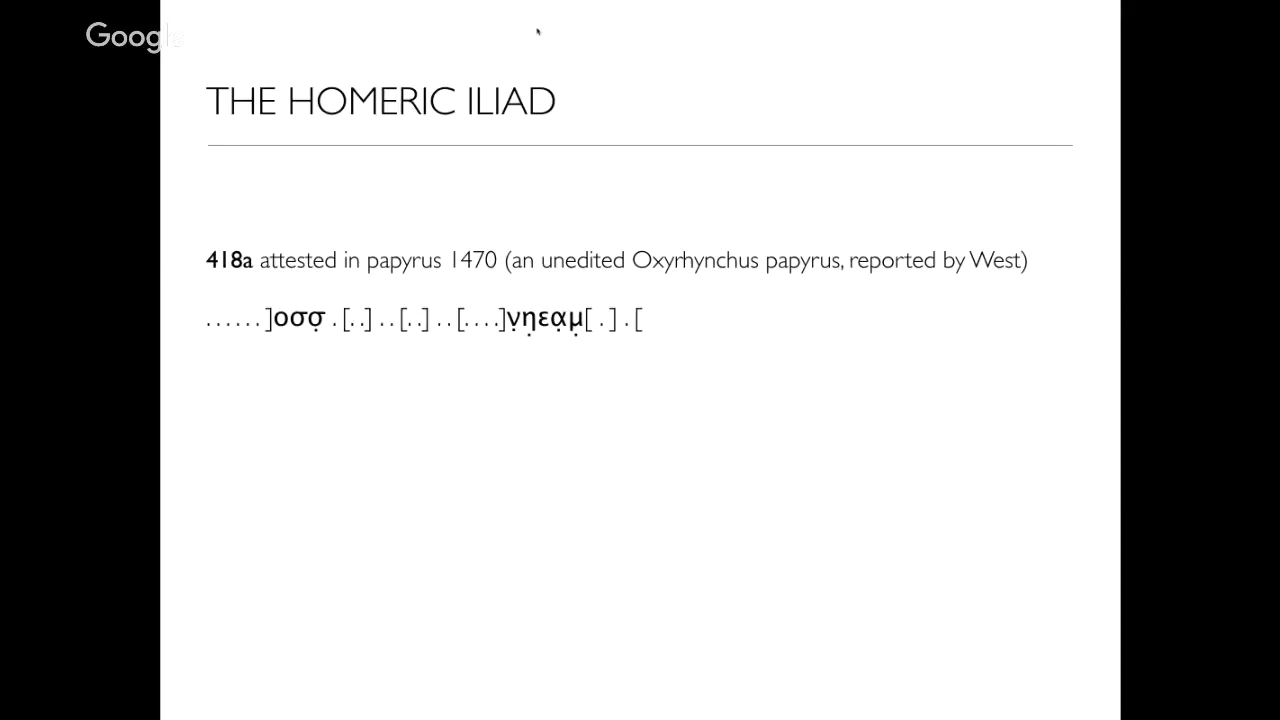 Google
THE HOMERIC ILIAD
418a attested in papyrus 1470 (an unedited Oxyrhynchus papyrus, reported by West)
. . . . . . ]οσσ̣ . [. .] . . [. .] . . [. . . .]ν̣η̣εα̣μ̣[ . ] . [